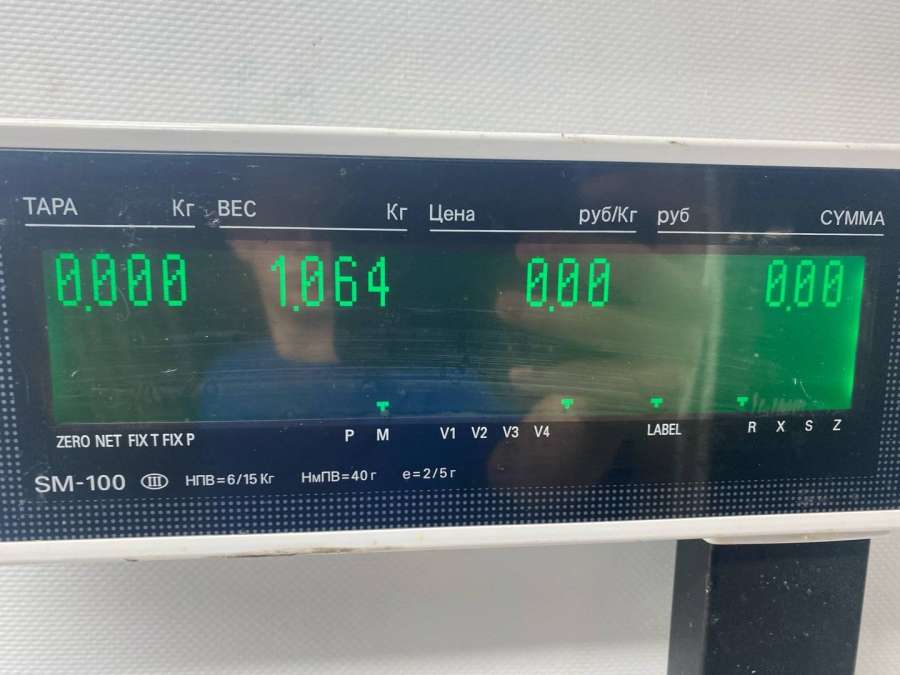 ТАРА Кг ВЕС Кг Цена руб/Кг руб СУММА
0.000 1.064 0.00 0.00
ZERO NET FIX T FIX P P M V1 V2 V3 V4 LABEL R X S Z
SM-100 III НПВ=6/15 Кг НмПВ=40 г e=2/5 г